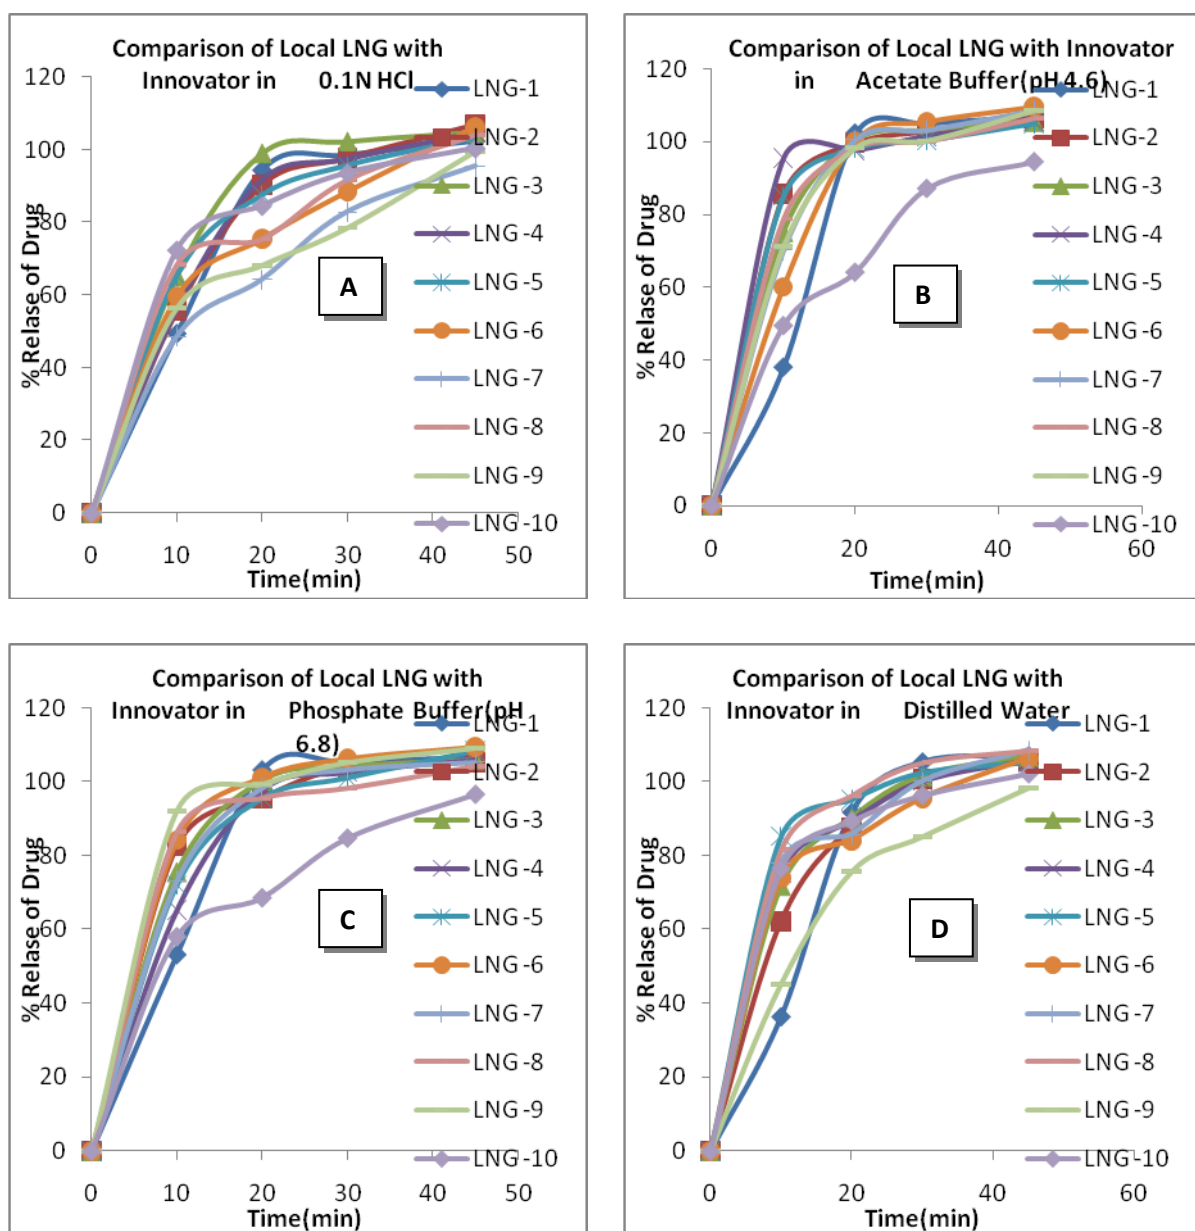 Comparison of Local LNG with
Innovator in 0.1N HCl
120
100
80
60
40
20
0
% Relase of Drug
0 10 20 30 40 50
Time(min)
A
LNG-1
LNG-2
LNG-3
LNG-4
LNG-5
LNG-6
LNG-7
LNG-8
LNG-9
LNG-10
Comparison of Local LNG with Innovator
in Acetate Buffer(pH 4.6)
120
100
80
60
40
20
0
% Relase of Drug
0 20 40 60
Time(min)
B
LNG-1
LNG-2
LNG-3
LNG-4
LNG-5
LNG-6
LNG-7
LNG-8
LNG-9
LNG-10
Comparison of Local LNG with
Innovator in Phosphate Buffer(pH
6.8)
120
100
80
60
40
20
0
% Relase of Drug
0 10 20 30 40 50
Time(min)
C
LNG-1
LNG-2
LNG-3
LNG-4
LNG-5
LNG-6
LNG-7
LNG-8
LNG-9
LNG-10
Comparison of Local LNG with
Innovator in Distilled Water
120
100
80
60
40
20
0
% Relase of Drug
0 20 40 60
Time(min)
D
LNG-1
LNG-2
LNG-3
LNG-4
LNG-5
LNG-6
LNG-7
LNG-8
LNG-9
LNG-10